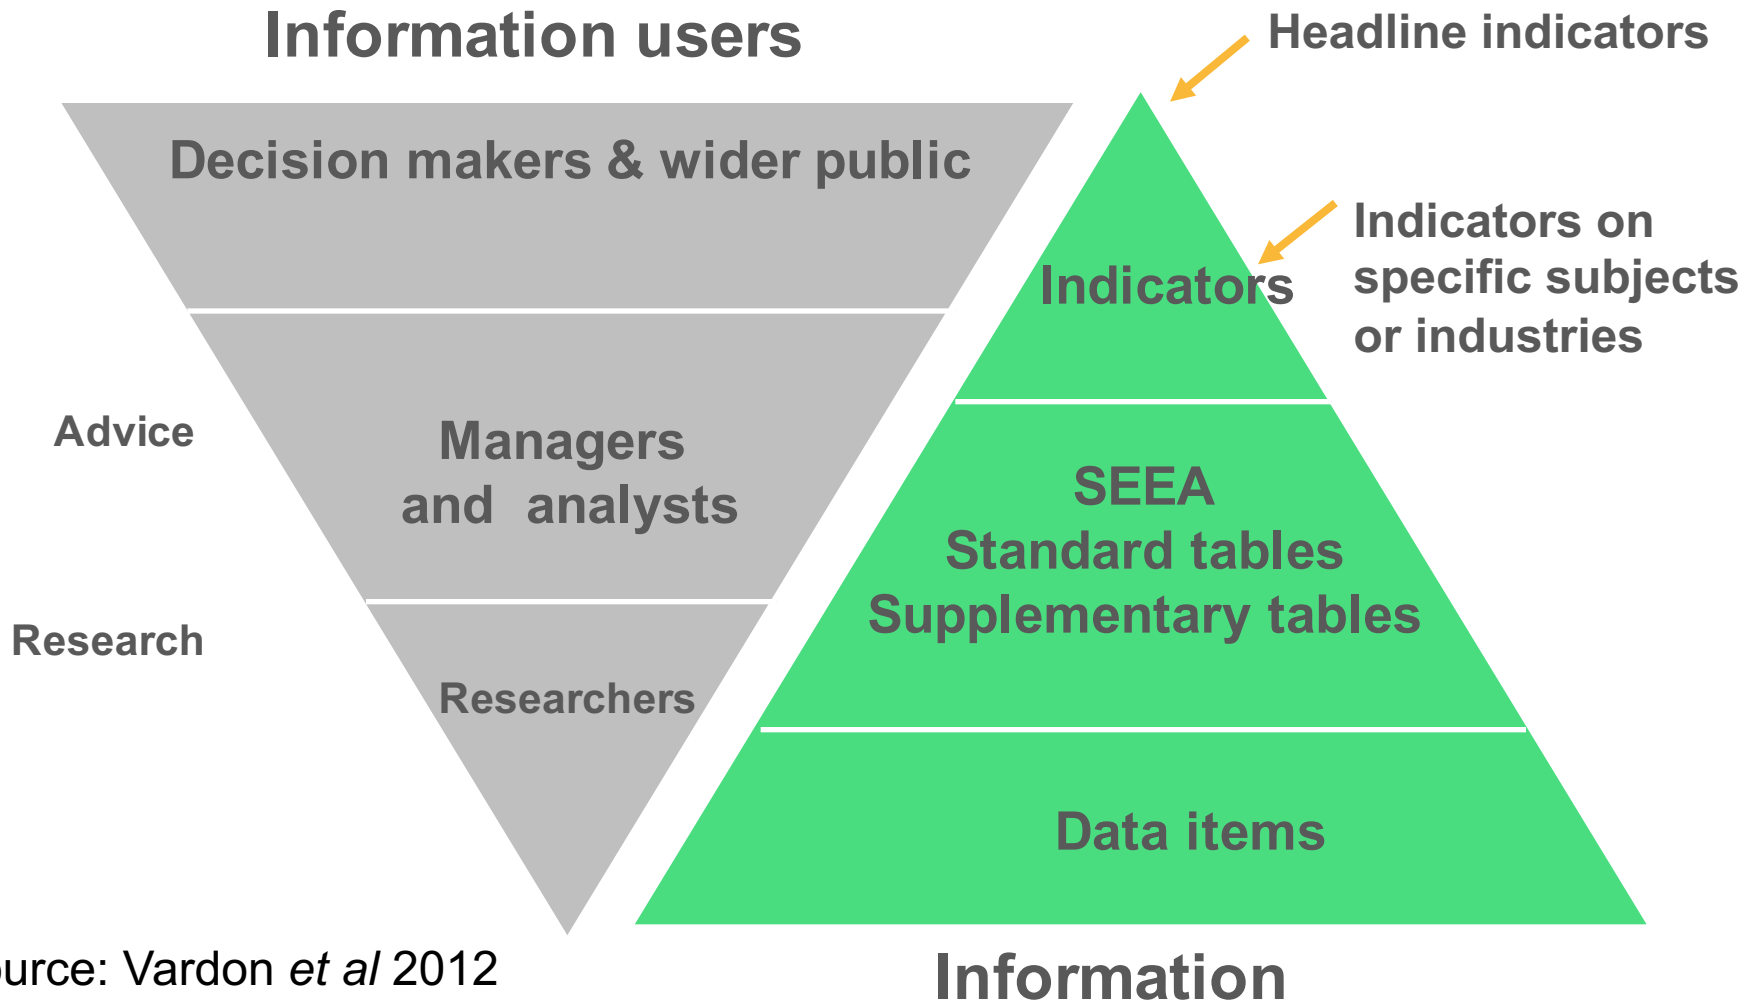 Information users
Headline indicators
Decision makers & wider public
Indicators on
specific subjects
or industries
Indicators
Advice
Managers
and analysts
SEEA
Standard tables
Supplementary tables
Research
Researchers
Data items
ource: Vardon et al 2012
Information